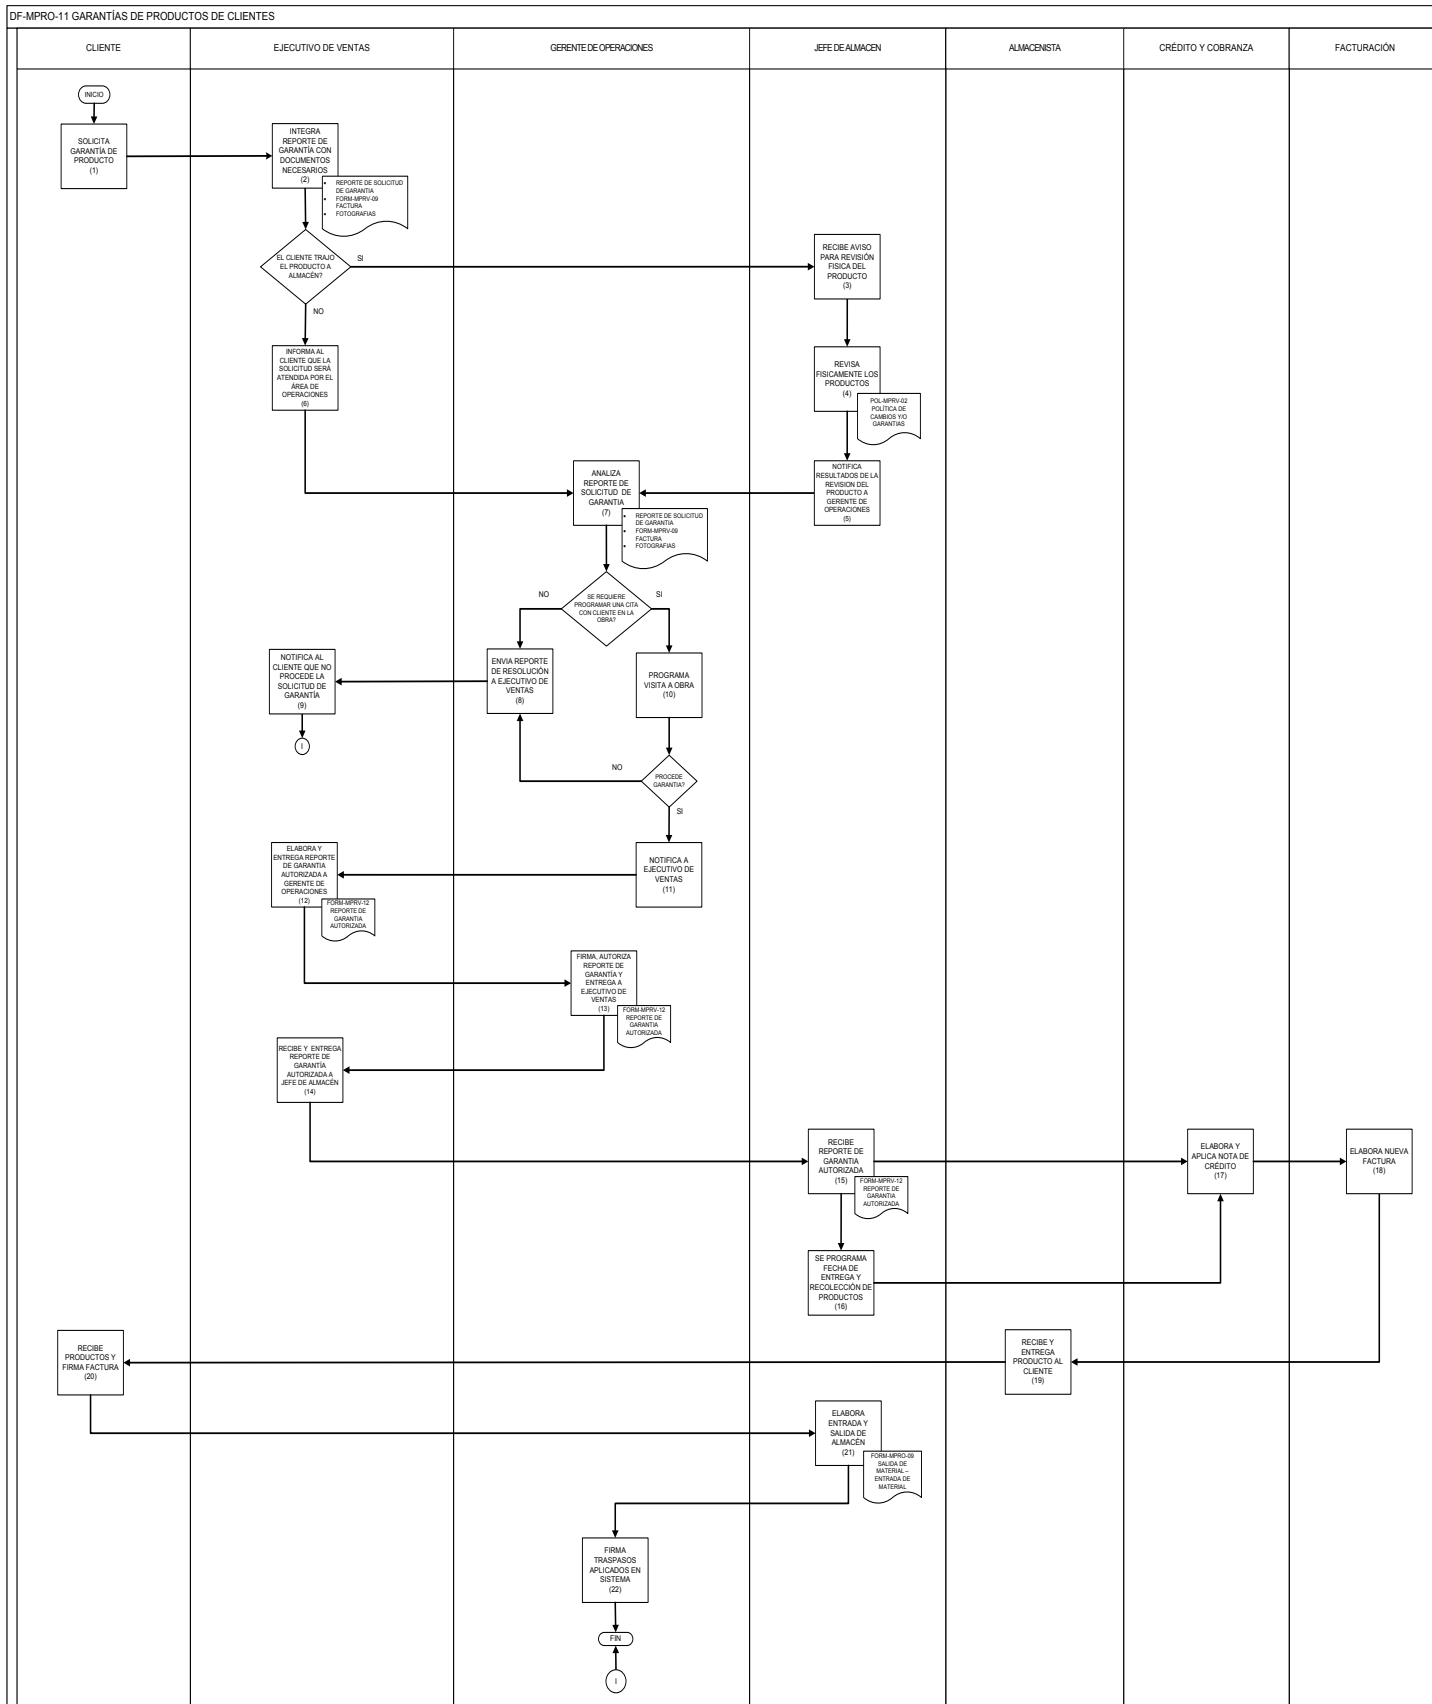 DF-MPRO-11 GARANTÍAS DE PRODUCTOS DE CLIENTES
CLIENTE
EJECUTIVO DE VENTAS
GERENTE DE OPERACIONES
JEFE DE ALMACEN
ALMACENISTA
CRÉDITO Y COBRANZA
FACTURACIÓN
INICIO
SOLICITA
GARANTÍA DE
PRODUCTO
(1)
INTEGRA
REPORTE DE
GARANTÍA CON
DOCUMENTOS
NECESARIOS
(2)
• REPORTE DE SOLICITUD
DE GARANTIA
• FORM-MPRV-09
FACTURA
• FOTOGRAFIAS
EL CLIENTE TRAJO
EL PRODUCTO A
ALMACÉN?
SI
NO
RECIBE AVISO
PARA REVISIÓN
FISICA DEL
PRODUCTO
(3)
INFORMA AL
CLIENTE QUE LA
SOLICITUD SERÁ
ATENDIDA POR EL
ÁREA DE
OPERACIONES
(6)
REVISA
FISICAMENTE LOS
PRODUCTOS
(4)
POL-MPRV-02
POLÍTICA DE
CAMBIOS Y/O
GARANTIAS
ANALIZA
REPORTE DE
SOLICITUD DE
GARANTIA
(7)
• REPORTE DE SOLICITUD
DE GARANTIA
• FORM-MPRV-09
FACTURA
• FOTOGRAFIAS
NOTIFICA
RESULTADOS DE LA
REVISION DEL
PRODUCTO A
GERENTE DE
OPERACIONES
(5)
SE REQUIERE
PROGRAMAR UNA CITA
CON CLIENTE EN LA
OBRA?
NO
SI
NOTIFICA AL
CLIENTE QUE NO
PROCEDE LA
SOLICITUD DE
GARANTÍA
(9)
I
ENVIA REPORTE
DE RESOLUCIÓN
A EJECUTIVO DE
VENTAS
(8)
PROGRAMA
VISITA A OBRA
(10)
PROCEDE
GARANTIA?
NO
SI
ELABORA Y
ENTREGA REPORTE
DE GARANTIA
AUTORIZADA A
GERENTE DE
OPERACIONES
(12)
FORM-MPRV-12
REPORTE DE
GARANTIA
AUTORIZADA
NOTIFICA A
EJECUTIVO DE
VENTAS
(11)
FIRMA, AUTORIZA
REPORTE DE
GARANTÍA Y
ENTREGA A
EJECUTIVO DE
VENTAS
(13)
FORM-MPRV-12
REPORTE DE
GARANTIA
AUTORIZADA
RECIBE Y ENTREGA
REPORTE DE
GARANTÍA
AUTORIZADA A
JEFE DE ALMACÉN
(14)
RECIBE
REPORTE DE
GARANTIA
AUTORIZADA
(15)
FORM-MPRV-12
REPORTE DE
GARANTIA
AUTORIZADA
ELABORA Y
APLICA NOTA DE
CRÉDITO
(17)
ELABORA NUEVA
FACTURA
(18)
SE PROGRAMA
FECHA DE
ENTREGA Y
RECOLECCIÓN DE
PRODUCTOS
(16)
RECIBE
PRODUCTOS Y
FIRMA FACTURA
(20)
RECIBE Y
ENTREGA
PRODUCTO AL
CLIENTE
(19)
ELABORA
ENTRADA Y
SALIDA DE
ALMACÉN
(21)
FORM-MPRO-09
SALIDA DE
MATERIAL –
ENTRADA DE
MATERIAL
FIRMA
TRASPASOS
APLICADOS EN
SISTEMA
(22)
FIN
I